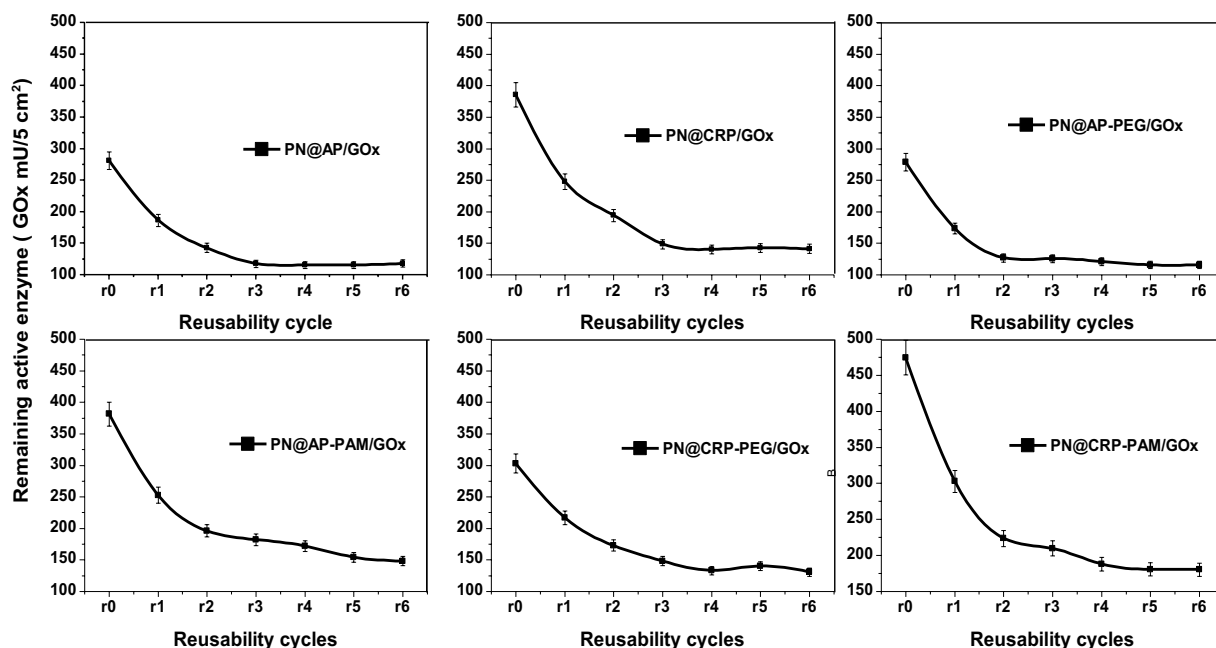 Remaining active enzyme ( GOx mU/5 cm²)
500
450
400
350
300
250
200
150
100
PN@AP/GOx
r0 r1 r2 r3 r4 r5 r6
Reusability cycle
500
450
400
350
300
250
200
150
100
PN@CRP/GOx
r0 r1 r2 r3 r4 r5 r6
Reusability cycles
500
450
400
350
300
250
200
150
100
PN@AP-PEG/GOx
r0 r1 r2 r3 r4 r5 r6
Reusability cycles
500
450
400
350
300
250
200
150
100
PN@AP-PAM/GOx
r0 r1 r2 r3 r4 r5 r6
Reusability cycles
500
450
400
350
300
250
200
150
100
PN@CRP-PEG/GOx
r0 r1 r2 r3 r4 r5 r6
Reusability cycles
500
450
400
350
300
250
200
150
PN@CRP-PAM/GOx
r0 r1 r2 r3 r4 r5 r6
Reusability cycles